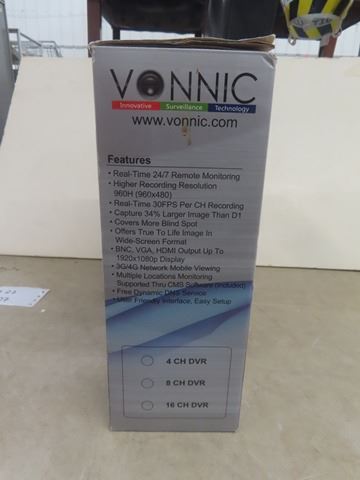 VONNIC
Innovative Surveillance Technology
www.vonnic.com
Features
• Real-Time 24/7 Remote Monitoring
• Higher Recording Resolution
960H (960x480)
• Real-Time 30FPS Per CH Recording
• Capture 34% Larger Image Than D1
• Covers More Blind Spot
• Offers True To Life Image In
Wide-Screen Format
• BNC, VGA, HDMI Output Up To
1920x1080p Display
• 3G/4G Network Mobile Viewing
• Multiple Locations Monitoring
Supported Thru CMS Software (Included)
• Free Dynamic DNS Service
• User Friendly Interface, Easy Setup
4 CH DVR
8 CH DVR
16 CH DVR